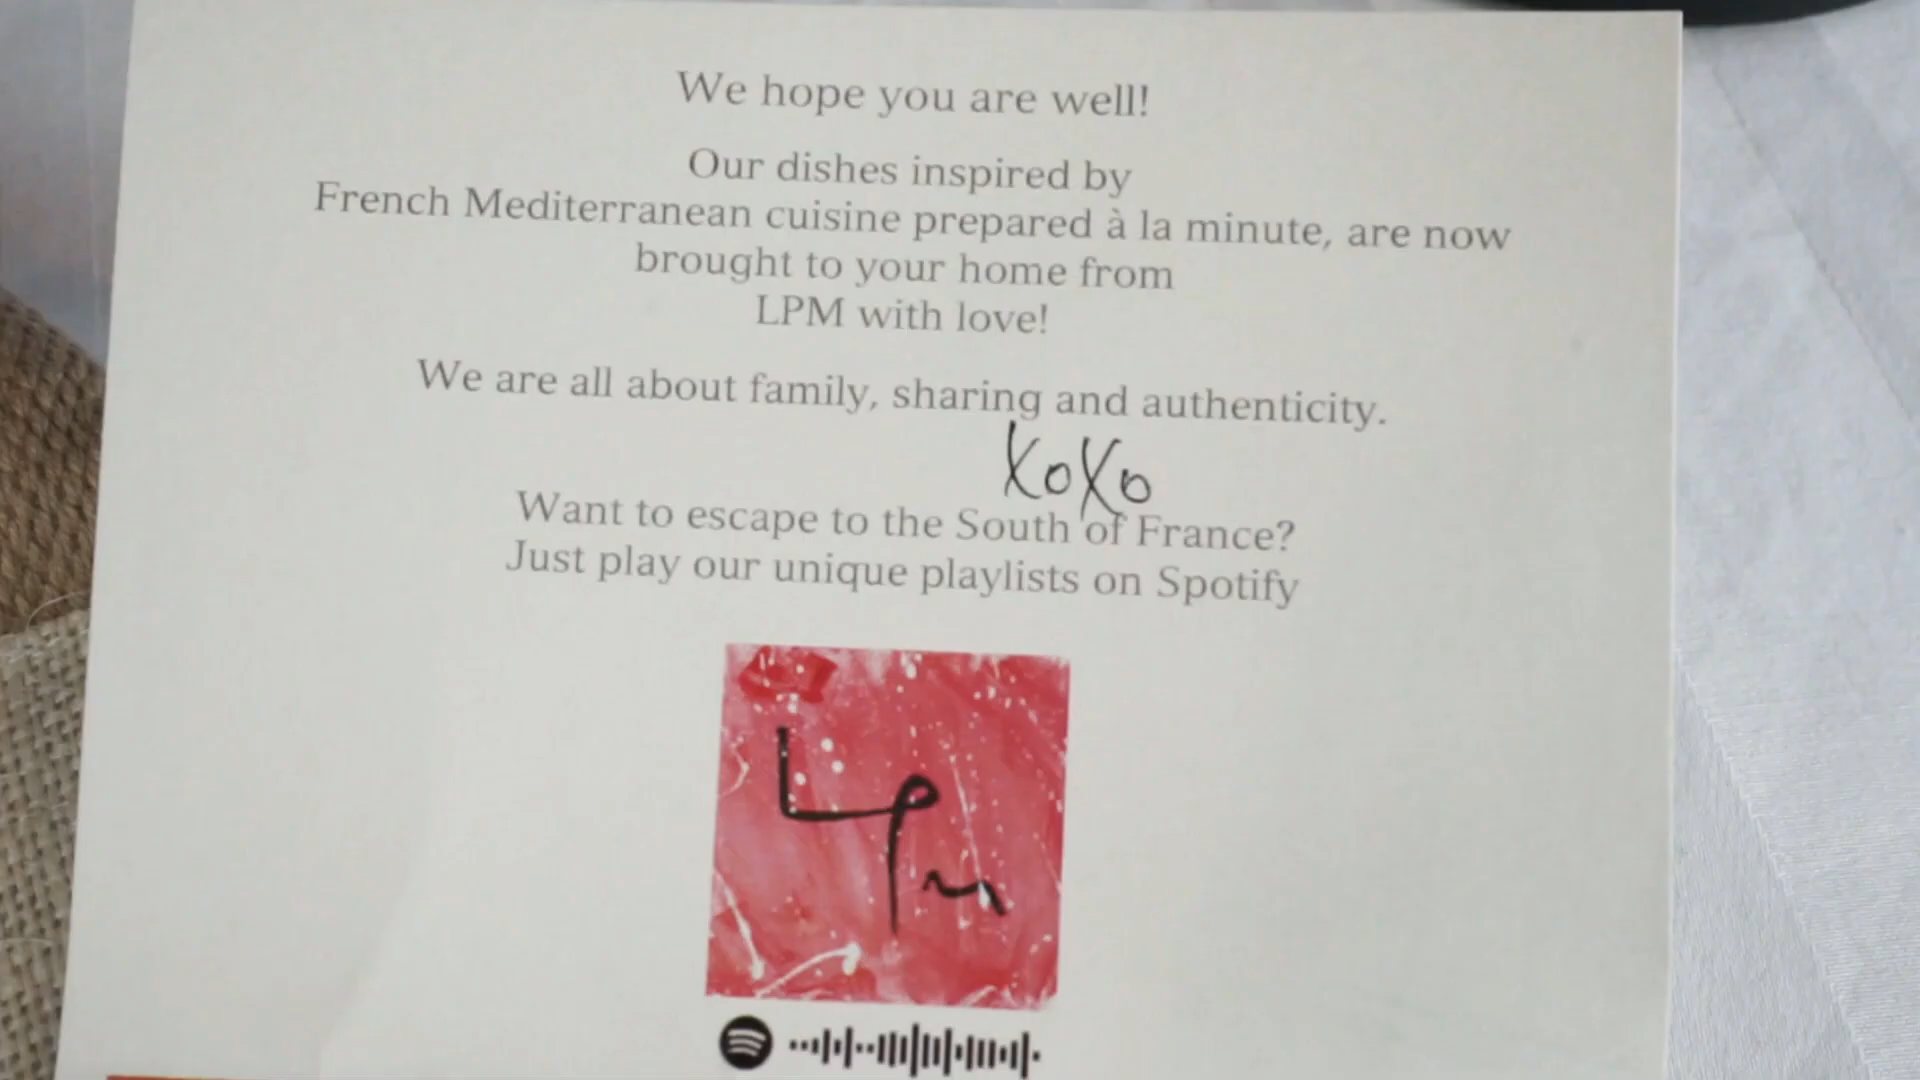 We hope you are well!
Our dishes inspired by
French Mediterranean cuisine prepared à la minute, are now
brought to your home from
LPM with love!
We are all about family, sharing and authenticity.
XoXo
Want to escape to the South of France?
Just play our unique playlists on Spotify
LPM